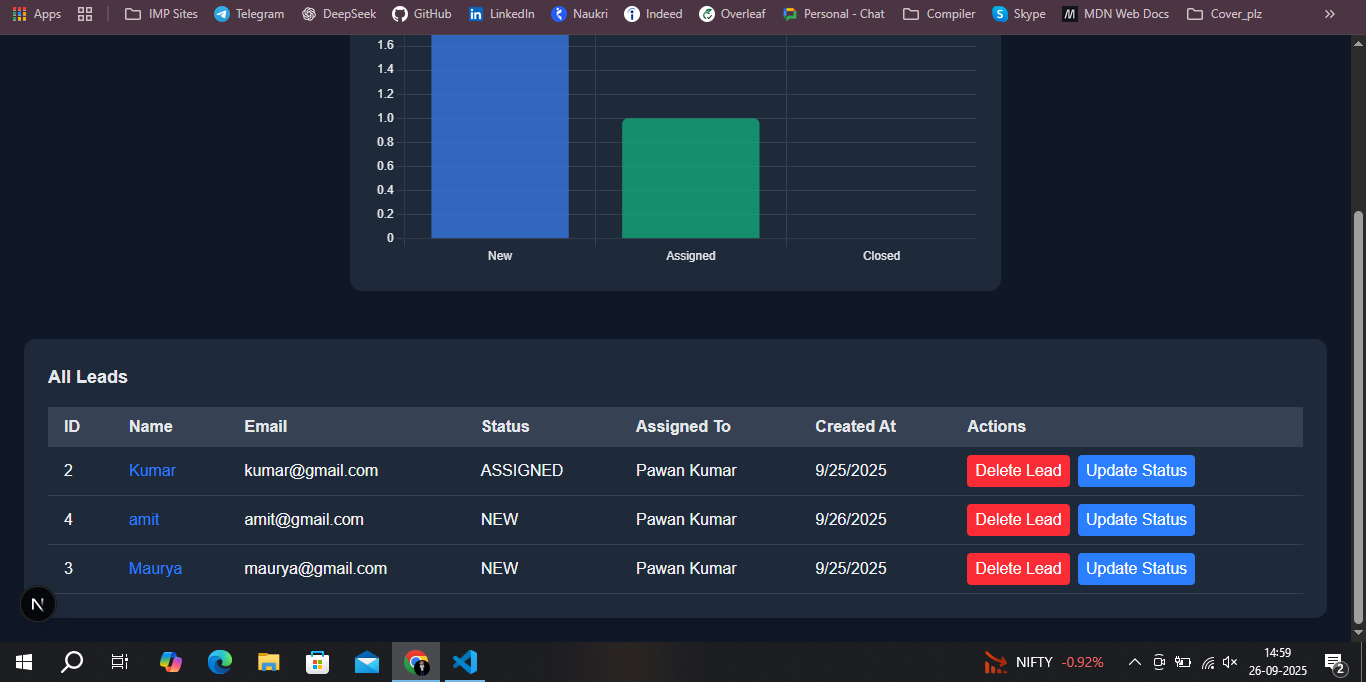 Apps IMP Sites Telegram DeepSeek GitHub LinkedIn Naukri Indeed Overleaf Personal - Chat Compiler Skype MDN Web Docs Cover_plz »
1.6
1.4
1.2
1.0
0.8
0.6
0.4
0.2
0
New Assigned Closed
All Leads
ID Name Email Status Assigned To Created At Actions
2 Kumar kumar@gmail.com ASSIGNED Pawan Kumar 9/25/2025 Delete Lead Update Status
4 amit amit@gmail.com NEW Pawan Kumar 9/26/2025 Delete Lead Update Status
3 Maurya maurya@gmail.com NEW Pawan Kumar 9/25/2025 Delete Lead Update Status
N
NIFTY -0.92% 14:59
26-09-2025 2